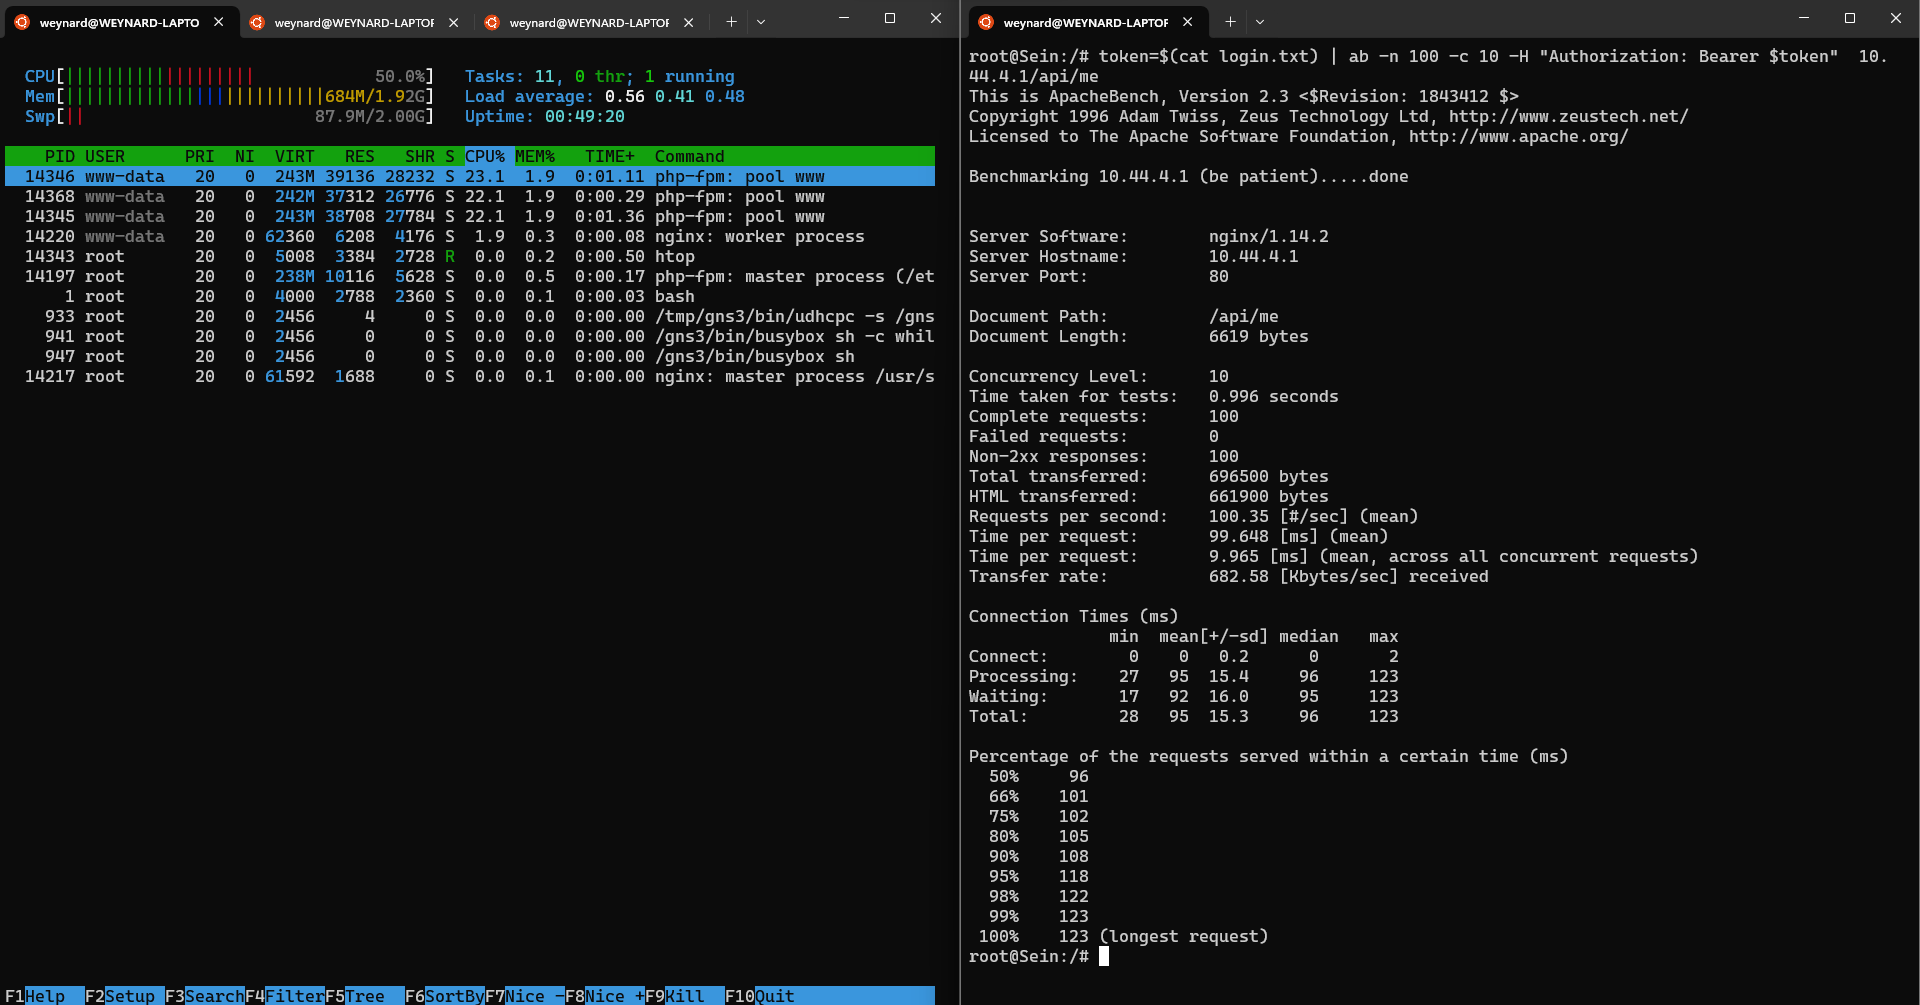 weynard@WEYNARD-LAPTO
weynard@WEYNARD-LAPTOF
weynard@WEYNARD-LAPTOF
CPU[||||||||||||||||||| 50.0%] Tasks: 11, 0 thr; 1 running
Mem[||||||||||||||||||||||||||684M/1.92G] Load average: 0.56 0.41 0.48
Swp[|| 87.9M/2.00G] Uptime: 00:49:20
PID USER PRI NI VIRT RES SHR S CPU% MEM% TIME+ Command
14346 www-data 20 0 243M 39136 28232 S 23.1 1.9 0:01.11 php-fpm: pool www
14368 www-data 20 0 242M 37312 26776 S 22.1 1.9 0:00.29 php-fpm: pool www
14345 www-data 20 0 243M 38708 27784 S 22.1 1.9 0:01.36 php-fpm: pool www
14220 www-data 20 0 62360 6208 4176 S 1.9 0.3 0:00.08 nginx: worker process
14343 root 20 0 5008 3384 2728 R 0.0 0.2 0:00.50 htop
14197 root 20 0 238M 10116 5628 S 0.0 0.5 0:00.17 php-fpm: master process (/et
1 root 20 0 4000 2788 2360 S 0.0 0.1 0:00.03 bash
933 root 20 0 2456 4 0 S 0.0 0.0 0:00.00 /tmp/gns3/bin/udhcpc -s /gns
941 root 20 0 2456 0 0 S 0.0 0.0 0:00.00 /gns3/bin/busybox sh -c whil
947 root 20 0 2456 0 0 S 0.0 0.0 0:00.00 /gns3/bin/busybox sh
14217 root 20 0 61592 1688 0 S 0.0 0.1 0:00.00 nginx: master process /usr/s
F1Help F2Setup F3SearchF4FilterF5Tree F6SortByF7Nice -F8Nice +F9Kill F10Quit
weynard@WEYNARD-LAPTOF
root@Sein:/# token=$(cat login.txt) | ab -n 100 -c 10 -H "Authorization: Bearer $token" 10.
44.4.1/api/me
This is ApacheBench, Version 2.3 <$Revision: 1843412 $>
Copyright 1996 Adam Twiss, Zeus Technology Ltd, http://www.zeustech.net/
Licensed to The Apache Software Foundation, http://www.apache.org/
Benchmarking 10.44.4.1 (be patient).....done
Server Software: nginx/1.14.2
Server Hostname: 10.44.4.1
Server Port: 80
Document Path: /api/me
Document Length: 6619 bytes
Concurrency Level: 10
Time taken for tests: 0.996 seconds
Complete requests: 100
Failed requests: 0
Non-2xx responses: 100
Total transferred: 696500 bytes
HTML transferred: 661900 bytes
Requests per second: 100.35 [#/sec] (mean)
Time per request: 99.648 [ms] (mean)
Time per request: 9.965 [ms] (mean, across all concurrent requests)
Transfer rate: 682.58 [Kbytes/sec] received
Connection Times (ms)
min mean[+/-sd] median max
Connect: 0 0 0.2 0 2
Processing: 27 95 15.4 96 123
Waiting: 17 92 16.0 95 123
Total: 28 95 15.3 96 123
Percentage of the requests served within a certain time (ms)
50% 96
66% 101
75% 102
80% 105
90% 108
95% 118
98% 122
99% 123
100% 123 (longest request)
root@Sein:/#